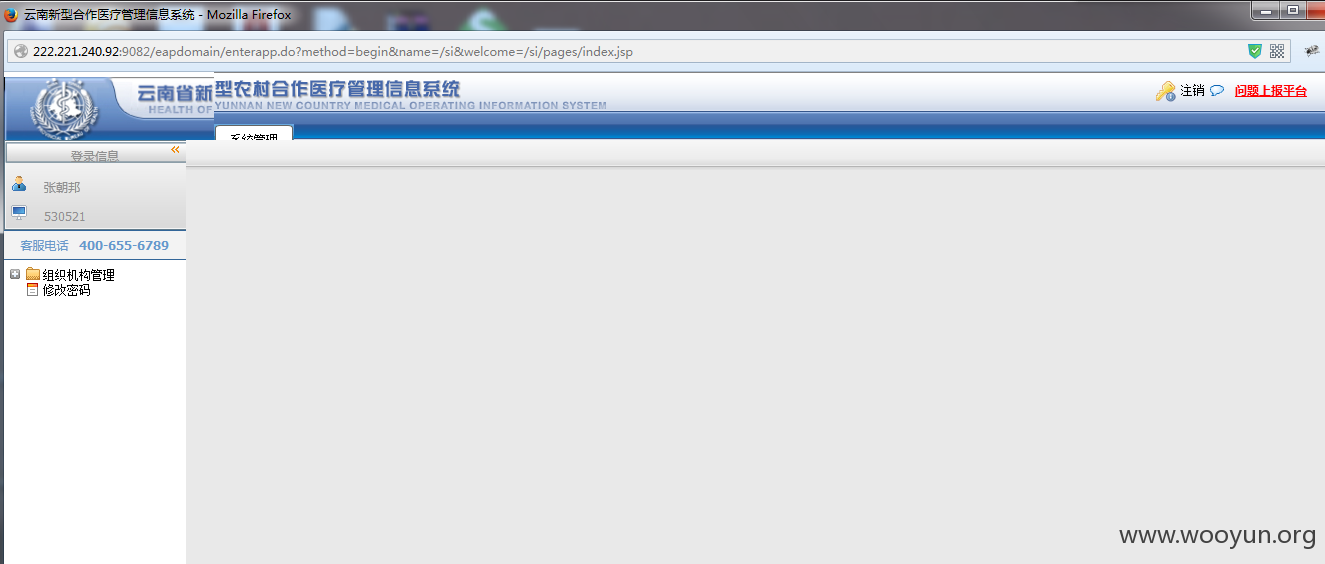 云南新型合作医疗管理信息系统 - Mozilla Firefox
222.221.240.92:9082/eapdomain/enterapp.do?method=begin&name=/si&welcome=/si/pages/index.jsp
云南省新型农村合作医疗管理信息系统
HEALTH OF YUNNAN NEW COUNTRY MEDICAL OPERATING INFORMATION SYSTEM
注销 问题上报平台
系统管理
登录信息 «
张朝邦
530521
客服电话 400-655-6789
组织机构管理
修改密码
www.wooyun.org